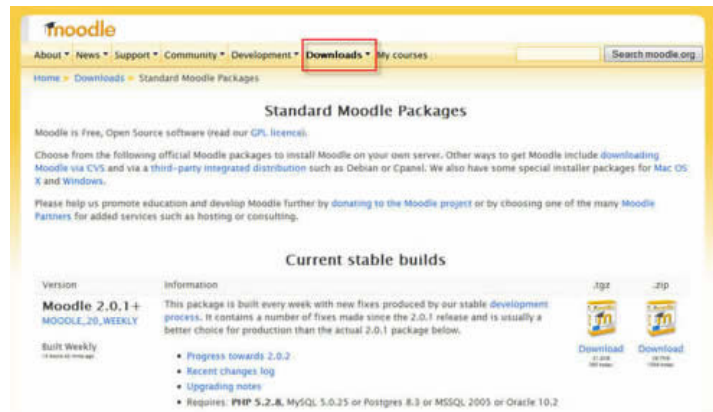 moodle
About News Support Community Development Downloads My courses Search moodle.org
Home Downloads Standard Moodle Packages
Standard Moodle Packages
Moodle is Free, Open Source software (read our GPL licence).
Choose from the following official Moodle packages to install Moodle on your own server. Other ways to get Moodle include downloading
Moodle via CVS and via a third-party integrated distribution such as Debian or Cpanel. We also have some special installer packages for Mac OS
X and Windows.
Please help us promote education and develop Moodle further by donating to the Moodle project or by choosing one of the many Moodle
Partners for added services such as hosting or consulting.
Current stable builds
Version Information .tgz .zip
Moodle 2.0.1+ This package is built every week with new fixes produced by our stable development
MOODLE_20_WEEKLY process. It contains a number of fixes made since the 2.0.1 release and is usually a
better choice for production than the actual 2.0.1 package below.
Built Weekly Download Download
• Progress towards 2.0.2
• Recent changes log
• Upgrading notes
• Requires: PHP 5.2.8, MySQL 5.0.25 or Postgres 8.3 or MSSQL 2005 or Oracle 10.2